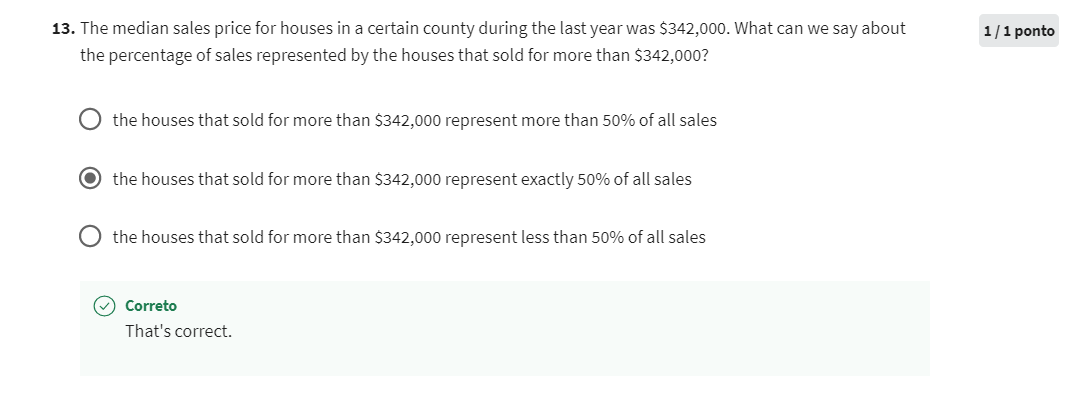 13. The median sales price for houses in a certain county during the last year was $342,000. What can we say about
1 / 1 ponto
the percentage of sales represented by the houses that sold for more than $342,000?
the houses that sold for more than $342,000 represent more than 50% of all sales
the houses that sold for more than $342,000 represent exactly 50% of all sales
the houses that sold for more than $342,000 represent less than 50% of all sales
Correto
That's correct.